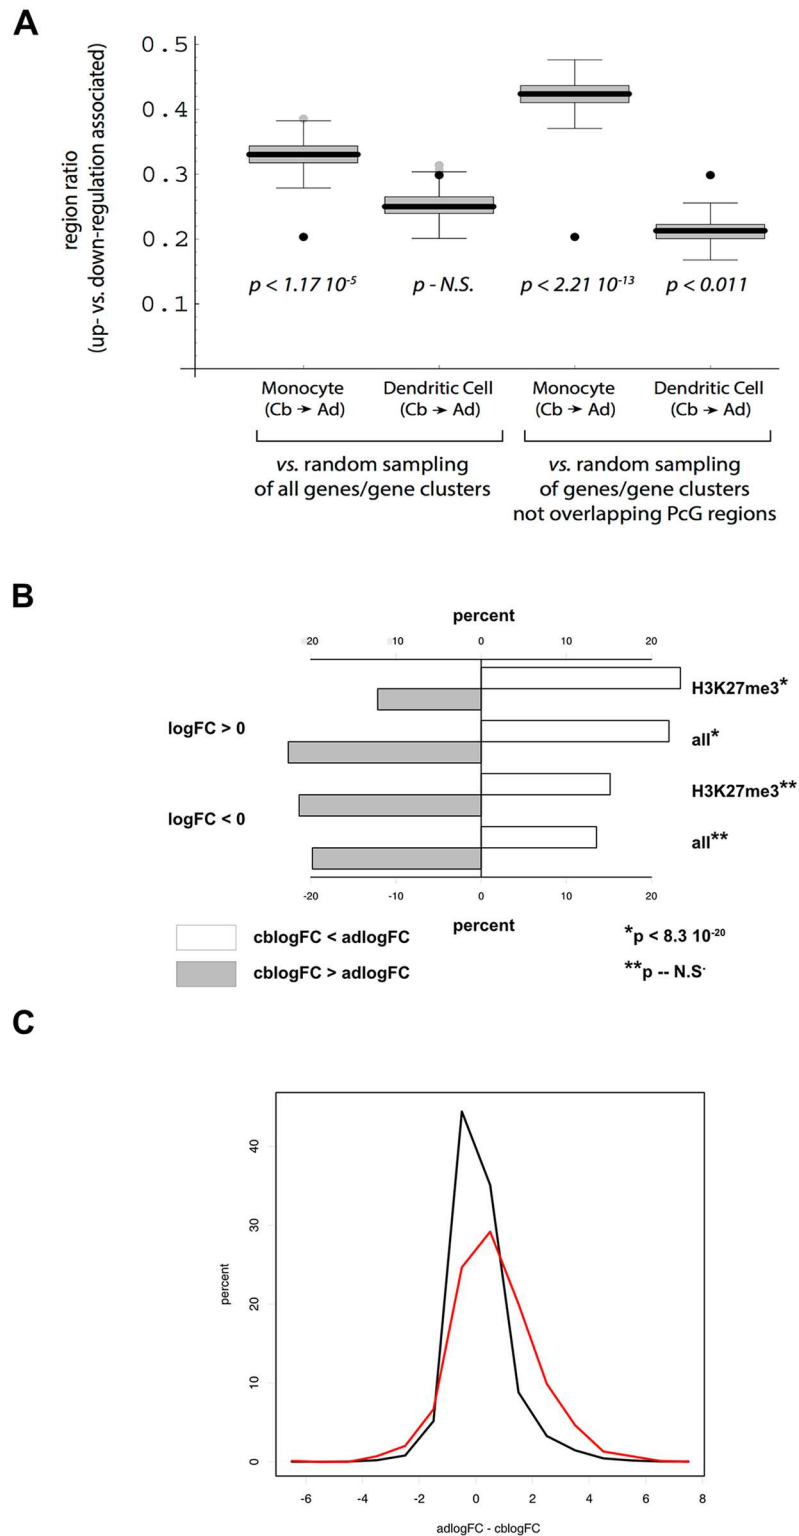 A
region ratio
(up- vs. down-regulation associated)
0.5
0.4
0.3
0.2
0.1
p < 1.17 10-5 p - N.S. p < 2.21 10-13 p < 0.011
Monocyte Dendritic Cell Monocyte Dendritic Cell
(Cb → Ad) (Cb → Ad) (Cb → Ad) (Cb → Ad)
vs. random sampling
of all genes/gene clusters
vs. random sampling
of genes/gene clusters
not overlapping PcG regions
B
percent
-20 -10 0 10 20
H3K27me3*
logFC > 0
all*
H3K27me3**
logFC < 0
all**
-20 -10 0 10 20
percent
cblogFC < adlogFC
*p < 8.3 10-20
cblogFC > adlogFC
**p -- N.S.
C
percent
40
30
20
10
0
-6 -4 -2 0 2 4 6 8
adlogFC - cblogFC